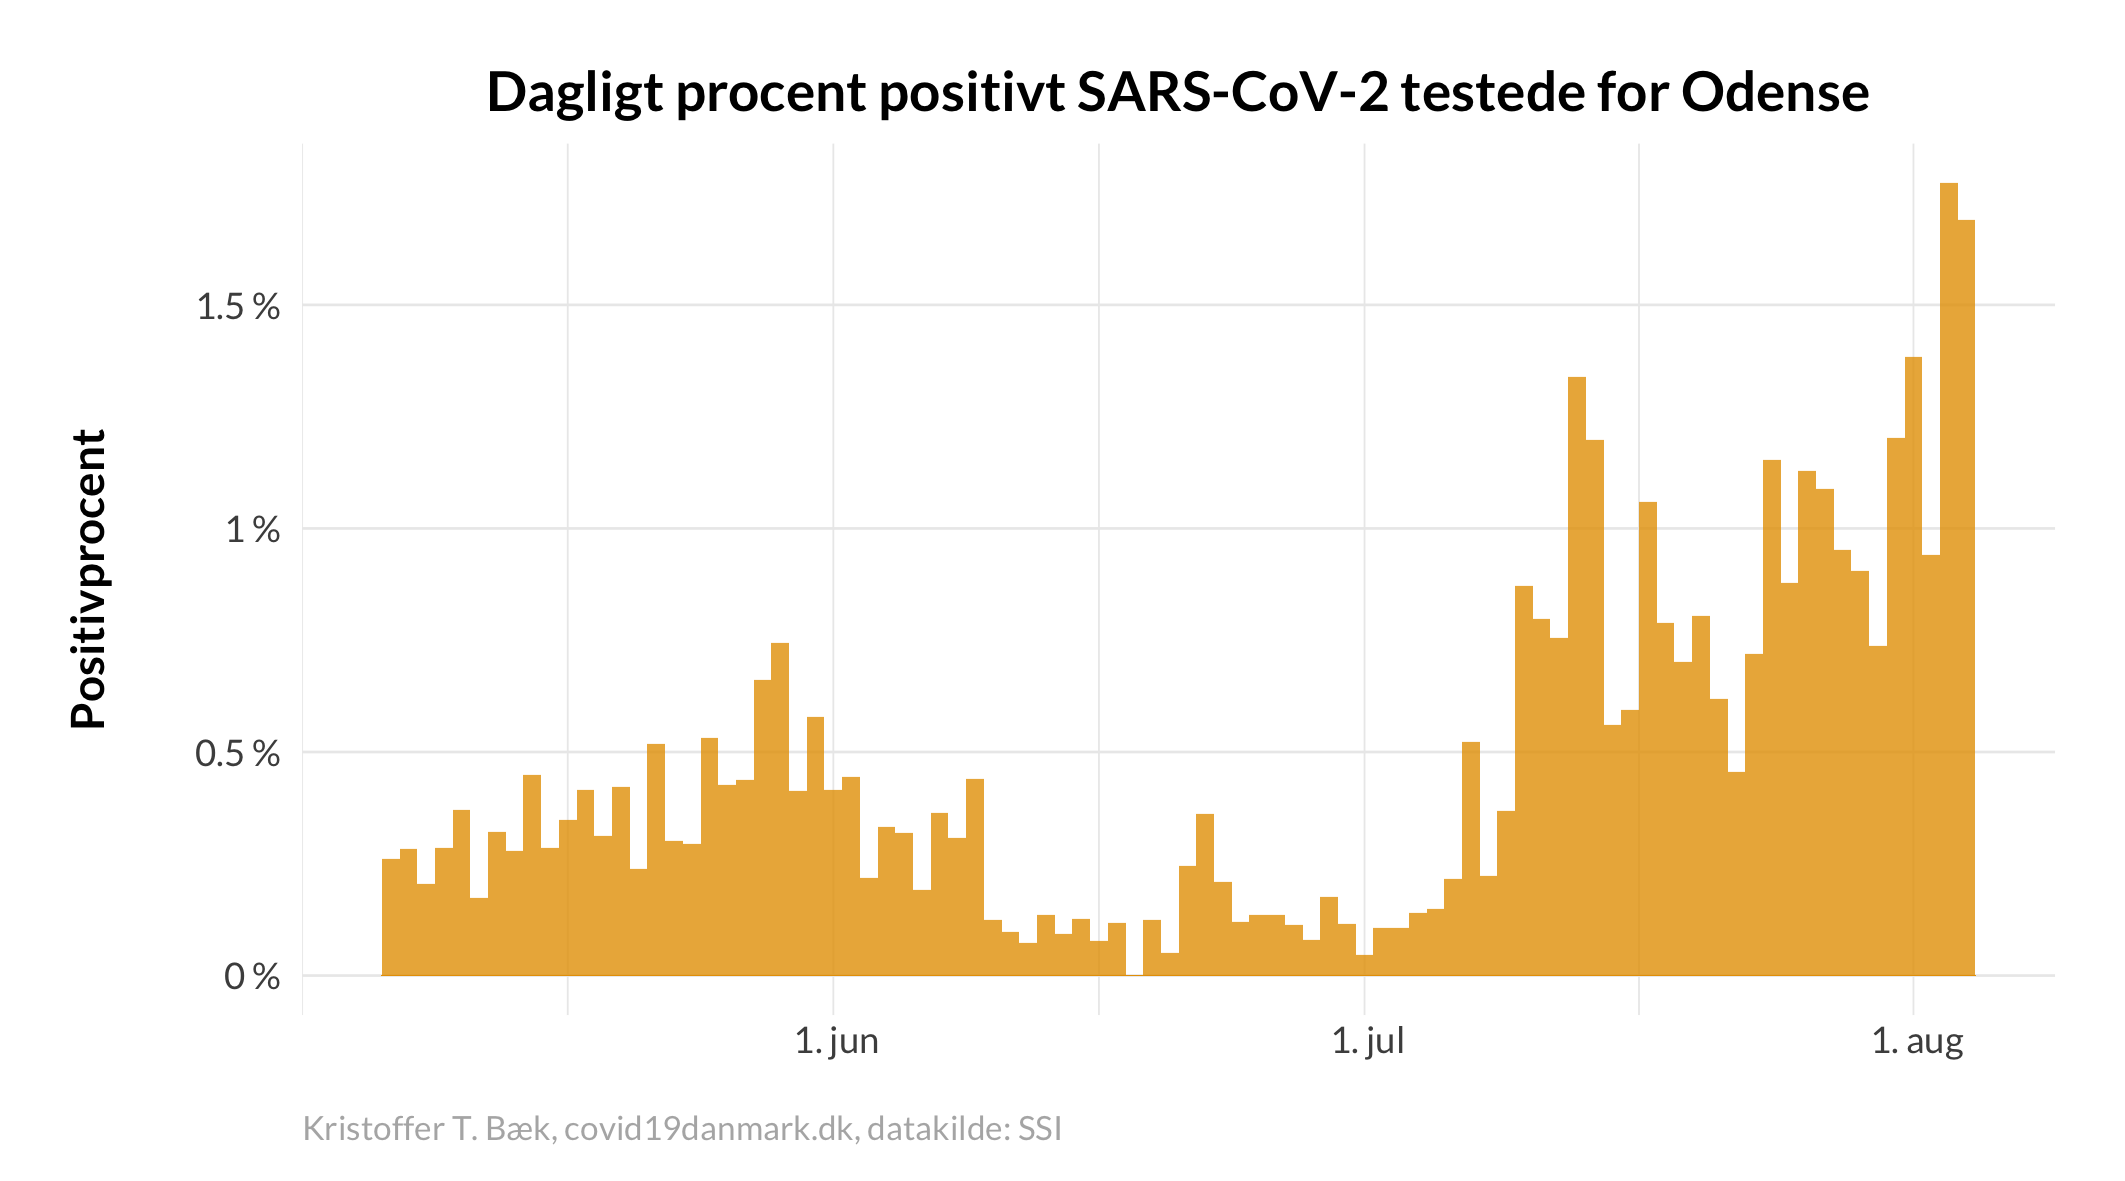 Dagligt procent positivt SARS-CoV-2 testede for Odense
Positivprocent
1.5 %
1 %
0.5 %
0 %
1. jun
1. jul
1. aug
Kristoffer T. Bæk, covid19danmark.dk, datakilde: SSI